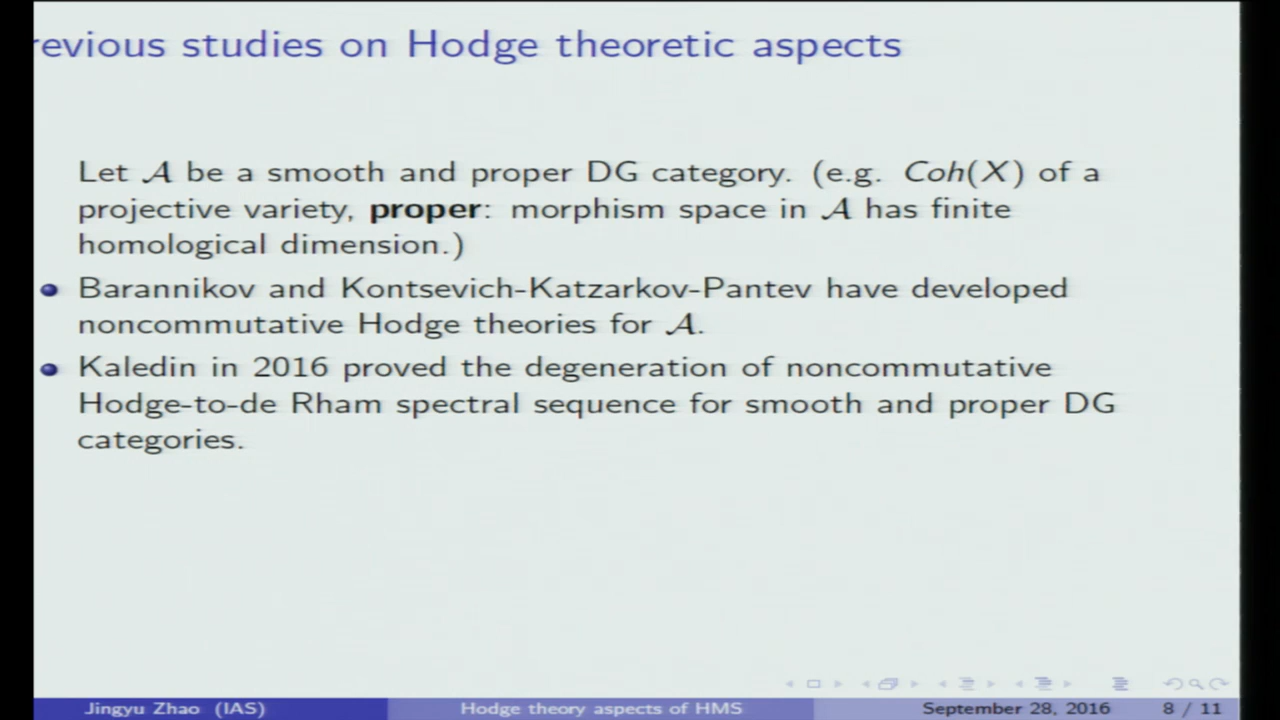 revious studies on Hodge theoretic aspects
Let 𝒜 be a smooth and proper DG category. (e.g. Coh(X) of a
projective variety, proper: morphism space in 𝒜 has finite
homological dimension.)
Barannikov and Kontsevich-Katzarkov-Pantev have developed
noncommutative Hodge theories for 𝒜.
Kaledin in 2016 proved the degeneration of noncommutative
Hodge-to-de Rham spectral sequence for smooth and proper DG
categories.
Jingyu Zhao (IAS) Hodge theory aspects of HMS September 28, 2016 8 / 11